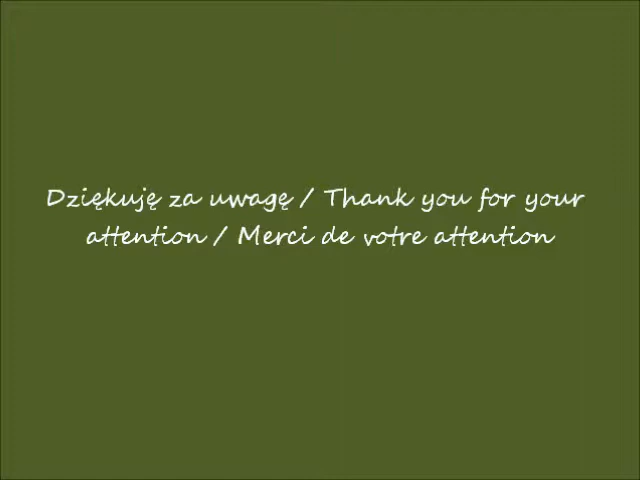 Dziękuję za uwagę / Thank you for your
attention / Merci de votre attention